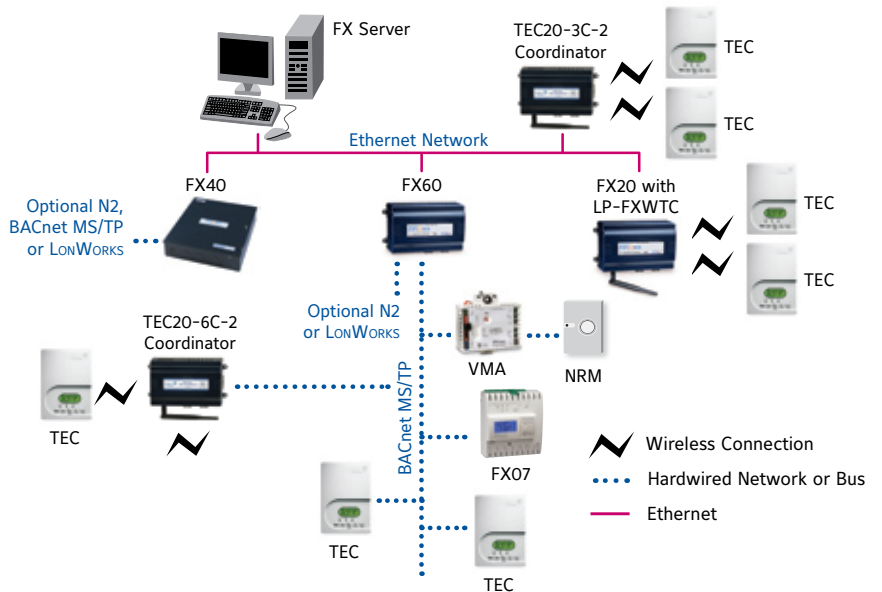 FX Server
TEC20-3C-2
Coordinator
TEC
TEC
Ethernet Network
FX40
FX60
FX20 with
LP-FXWTC
TEC
TEC
Optional N2,
BACnet MS/TP
or LONWORKS
Optional N2
or LONWORKS
TEC20-6C-2
Coordinator
TEC
BACnet MS/TP
VMA
NRM
FX07
TEC
TEC
Wireless Connection
Hardwired Network or Bus
Ethernet